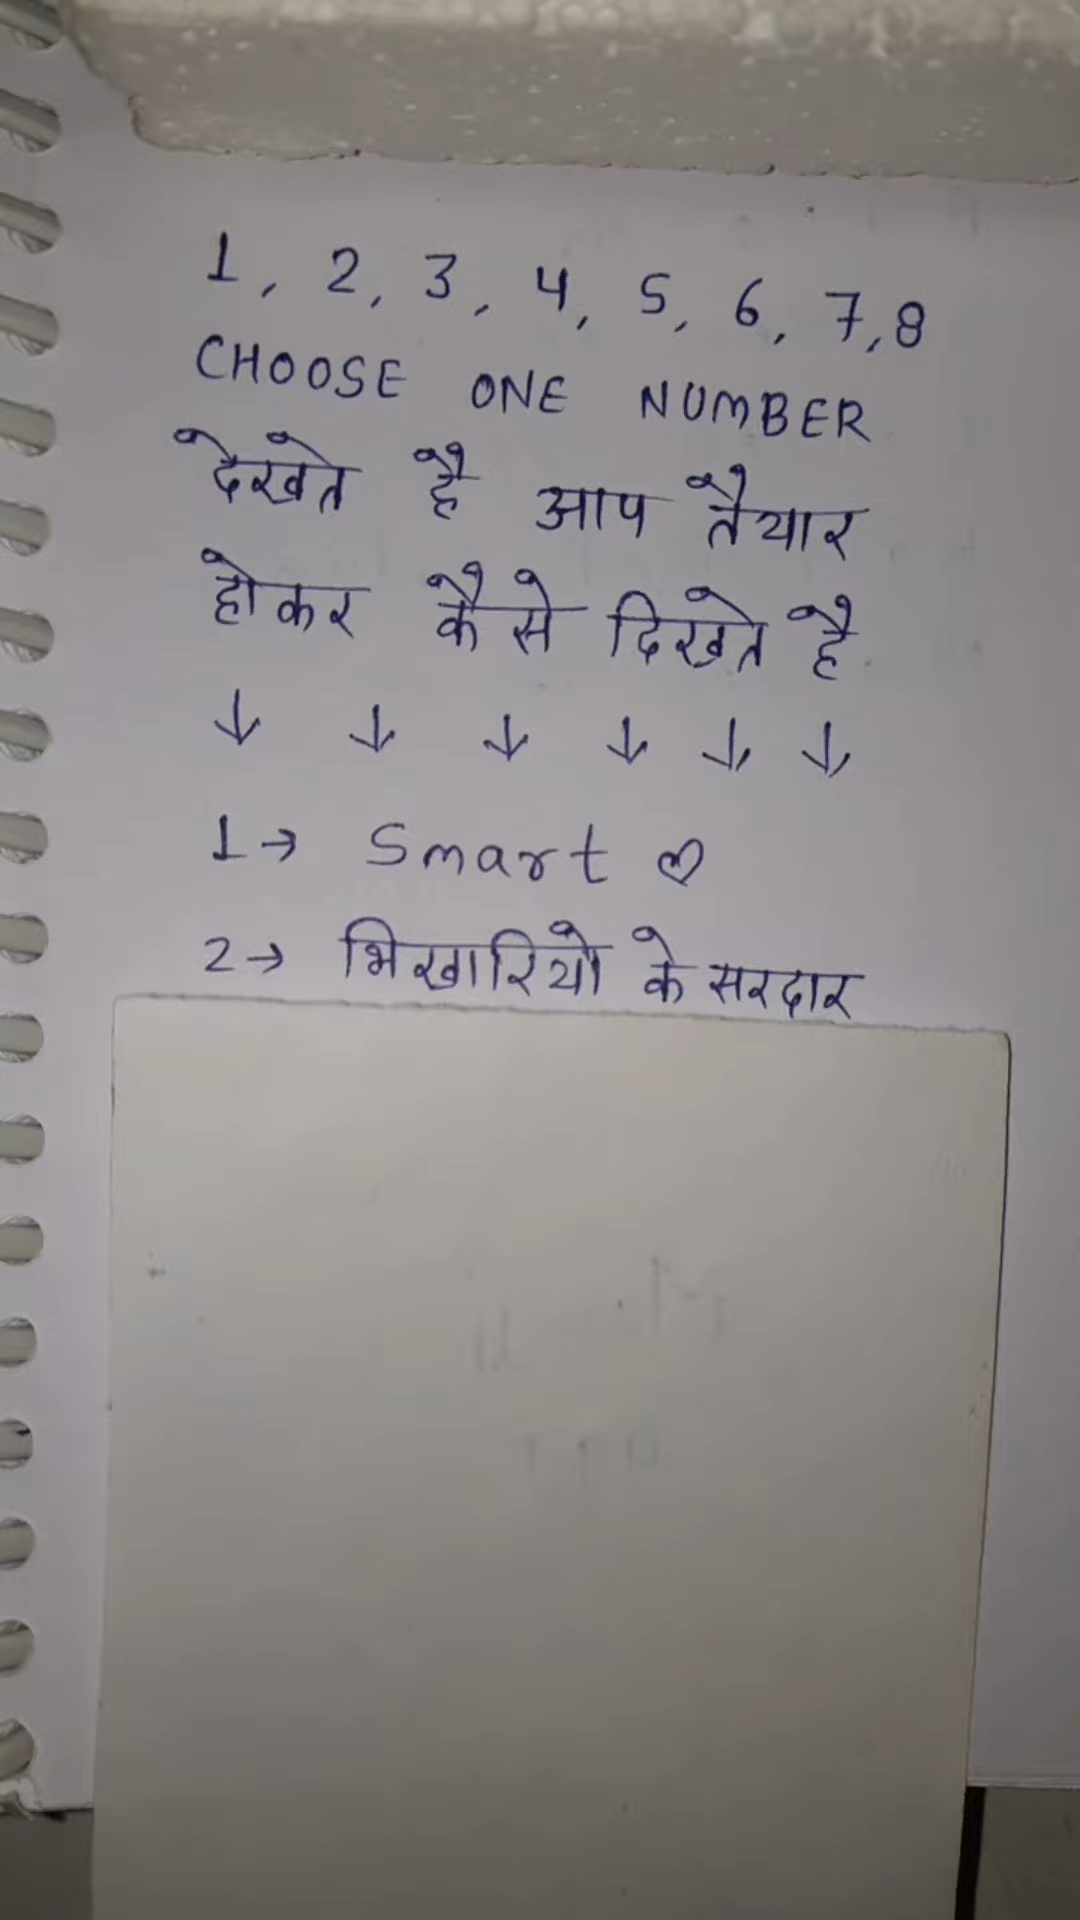 1, 2, 3, 4, 5, 6, 7, 8
CHOOSE ONE NUMBER
देखते है आप तैयार
होकर कैसे दिखते है
↓ ↓ ↓ ↓ ↓ ↓
1→ Smart ♡
2→ भिखारियो के सरदार